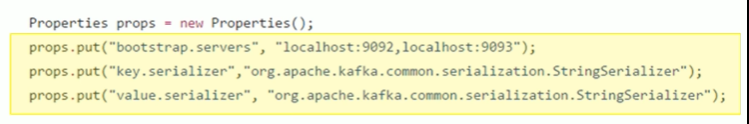 Properties props = new Properties();
props.put("bootstrap.servers", "localhost:9092,localhost:9093");
props.put("key.serializer","org.apache.kafka.common.serialization.StringSerializer");
props.put("value.serializer", "org.apache.kafka.common.serialization.StringSerializer");